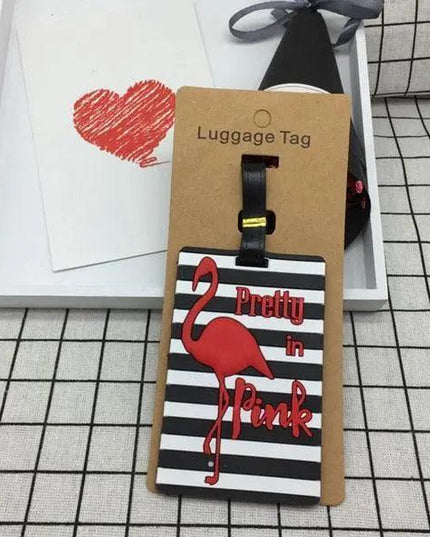 Luggage Tag
Pretty
in
Pink